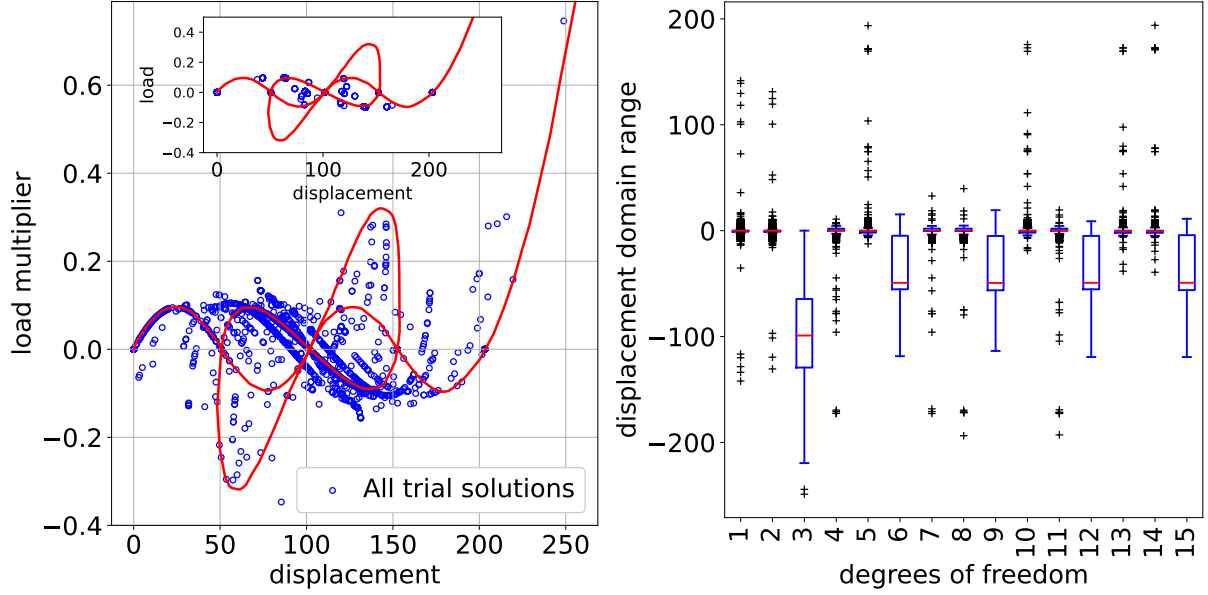 0.6
0.4
0.2
0.0
−0.2
−0.4
load multiplier
0.4
0.2
0.0
−0.2
−0.4
load
0 100 200
displacement
All trial solutions
0 50 100 150 200 250
displacement
200
100
0
−100
−200
displacement domain range
1 2 3 4 5 6 7 8 9 10 11 12 13 14 15
degrees of freedom